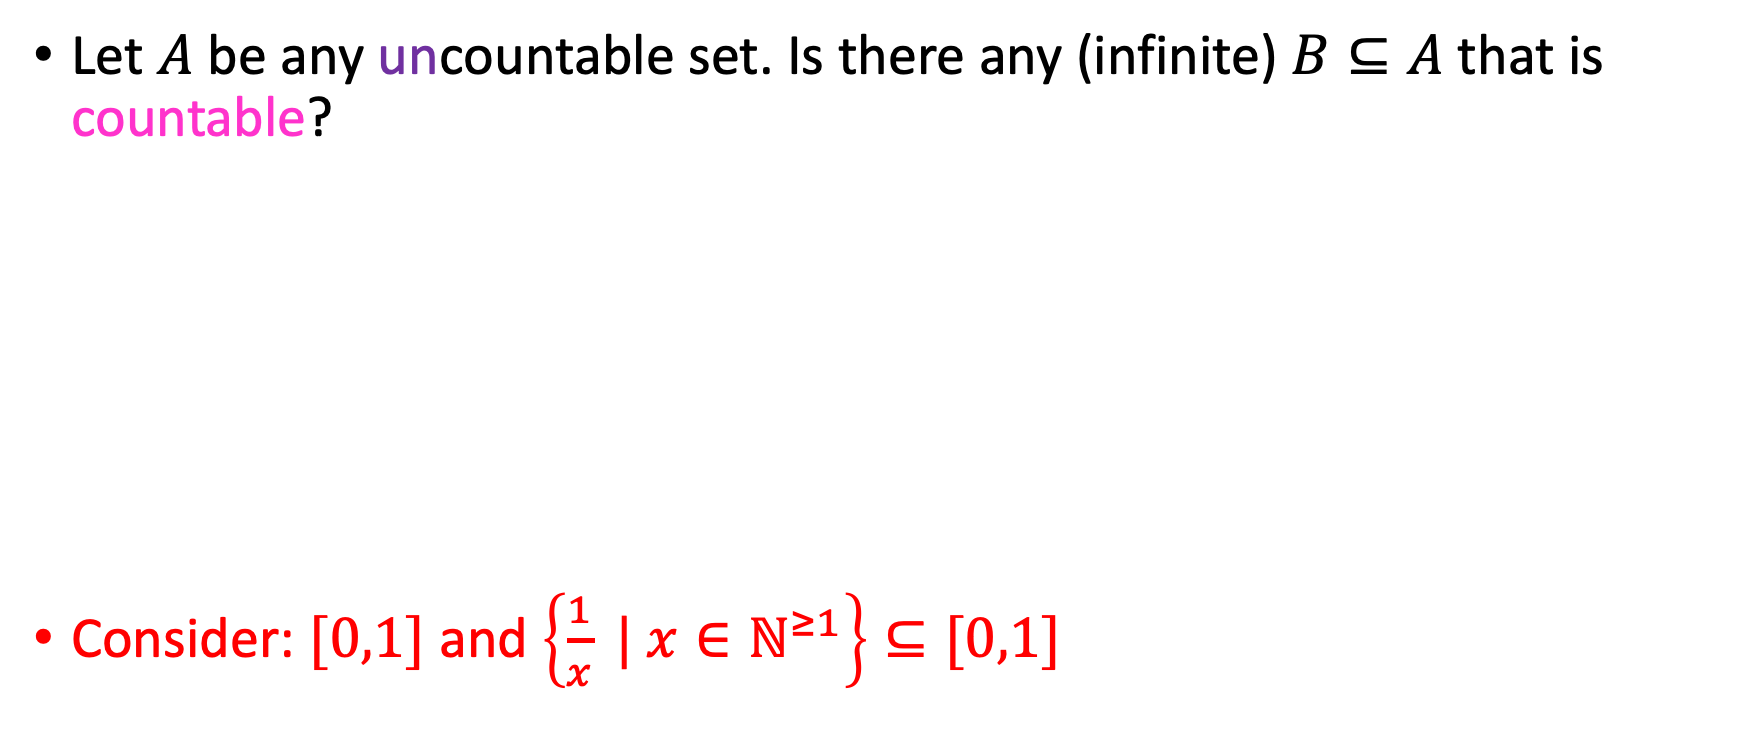 • Let A be any uncountable set. Is there any (infinite) B ⊆ A that is
countable?
• Consider: [0,1] and {1/x | x ∈ ℕ≥1} ⊆ [0,1]